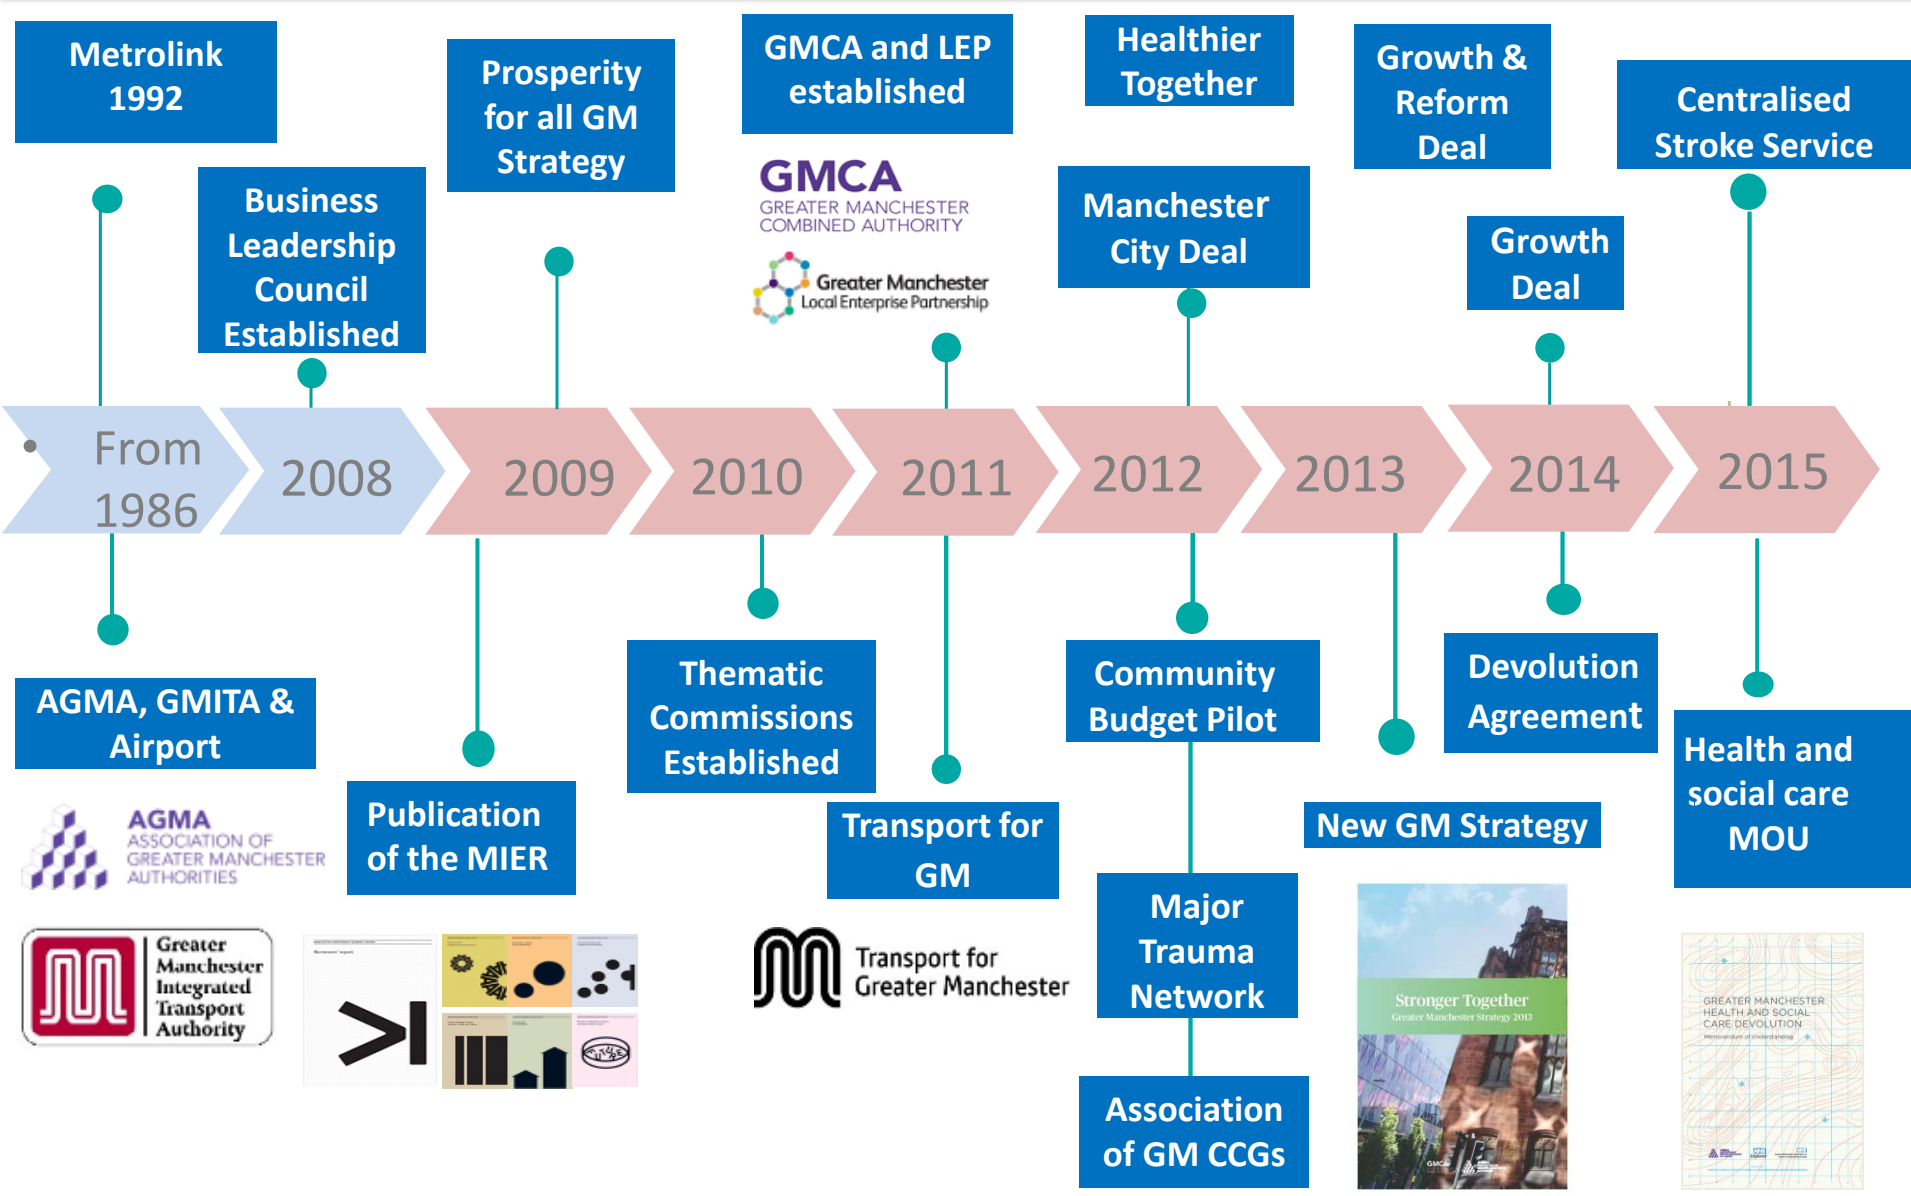 Metrolink
1992
Business
Leadership
Council
Established
Prosperity
for all GM
Strategy
GMCA and LEP
established
GMCA
GREATER MANCHESTER
COMBINED AUTHORITY
Greater Manchester
Local Enterprise Partnership
Healthier
Together
Manchester
City Deal
Growth &
Reform
Deal
Growth
Deal
Centralised
Stroke Service
• From
1986
2008
2009
2010
2011
2012
2013
2014
2015
AGMA, GMITA &
Airport
AGMA
ASSOCIATION OF
GREATER MANCHESTER
AUTHORITIES
Greater
Manchester
Integrated
Transport
Authority
Publication
of the MIER
FUTURE
Thematic
Commissions
Established
Transport for
GM
Transport for
Greater Manchester
Community
Budget Pilot
Major
Trauma
Network
Association
of GM CCGs
New GM Strategy
Stronger Together
Greater Manchester Strategy 2013
GMCA
Devolution
Agreement
Health and
social care
MOU
GREATER MANCHESTER
HEALTH AND SOCIAL
CARE DEVOLUTION
Memorandum of Understanding